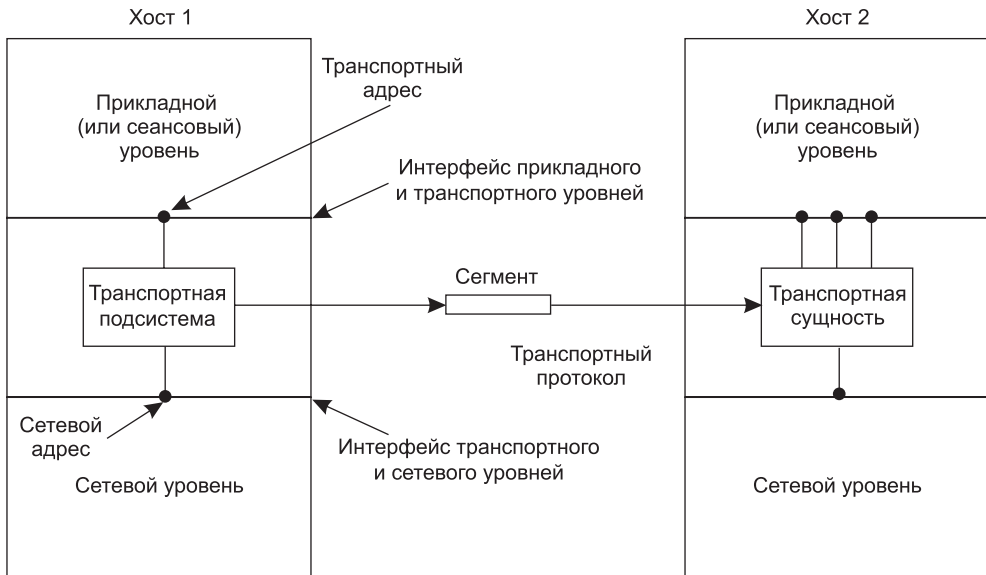 Хост 1
Хост 2
Транспортный
адрес
Прикладной
(или сеансовый)
уровень
Прикладной
(или сеансовый)
уровень
Интерфейс прикладного
и транспортного уровней
Сегмент
Транспортная
подсистема
Транспортная
сущность
Транспортный
протокол
Сетевой
адрес
Интерфейс транспортного
и сетевого уровней
Сетевой уровень
Сетевой уровень